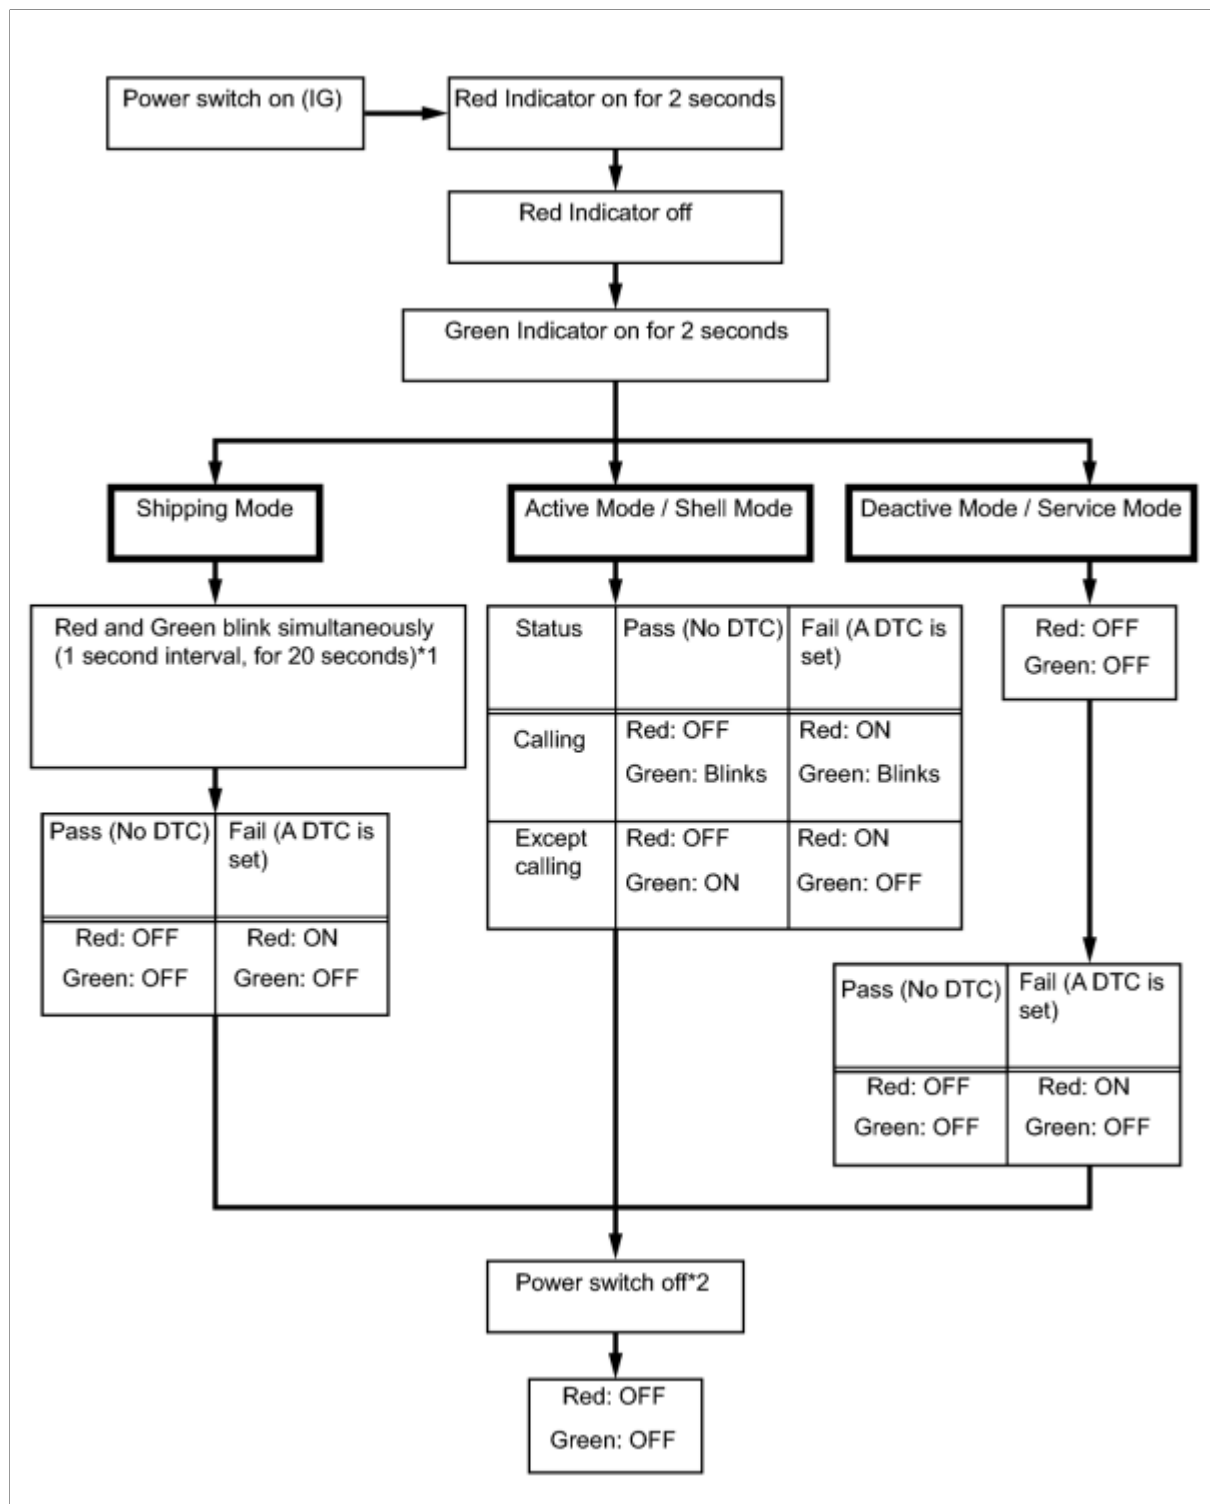 Power switch on (IG)
Red Indicator on for 2 seconds
Red Indicator off
Green Indicator on for 2 seconds
Shipping Mode
Active Mode / Shell Mode
Deactive Mode / Service Mode
Red and Green blink simultaneously
(1 second interval, for 20 seconds)*1
Pass (No DTC)
Fail (A DTC is
set)
Red: OFF
Green: OFF
Red: ON
Green: OFF
Status
Pass (No DTC)
Fail (A DTC is
set)
Calling
Red: OFF
Green: Blinks
Red: ON
Green: Blinks
Except
calling
Red: OFF
Green: ON
Red: ON
Green: OFF
Red: OFF
Green: OFF
Pass (No DTC)
Fail (A DTC is
set)
Red: OFF
Green: OFF
Red: ON
Green: OFF
Power switch off*2
Red: OFF
Green: OFF